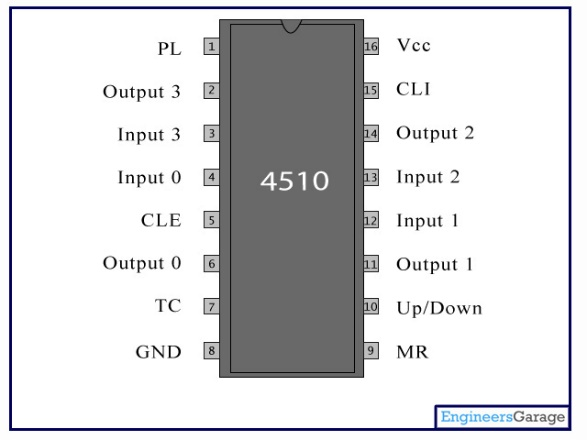 PL 1 16 Vcc
Output 3 2 15 CLI
Input 3 3 14 Output 2
Input 0 4 4510 13 Input 2
CLE 5 12 Input 1
Output 0 6 11 Output 1
TC 7 10 Up/Down
GND 8 9 MR
EngineersGarage